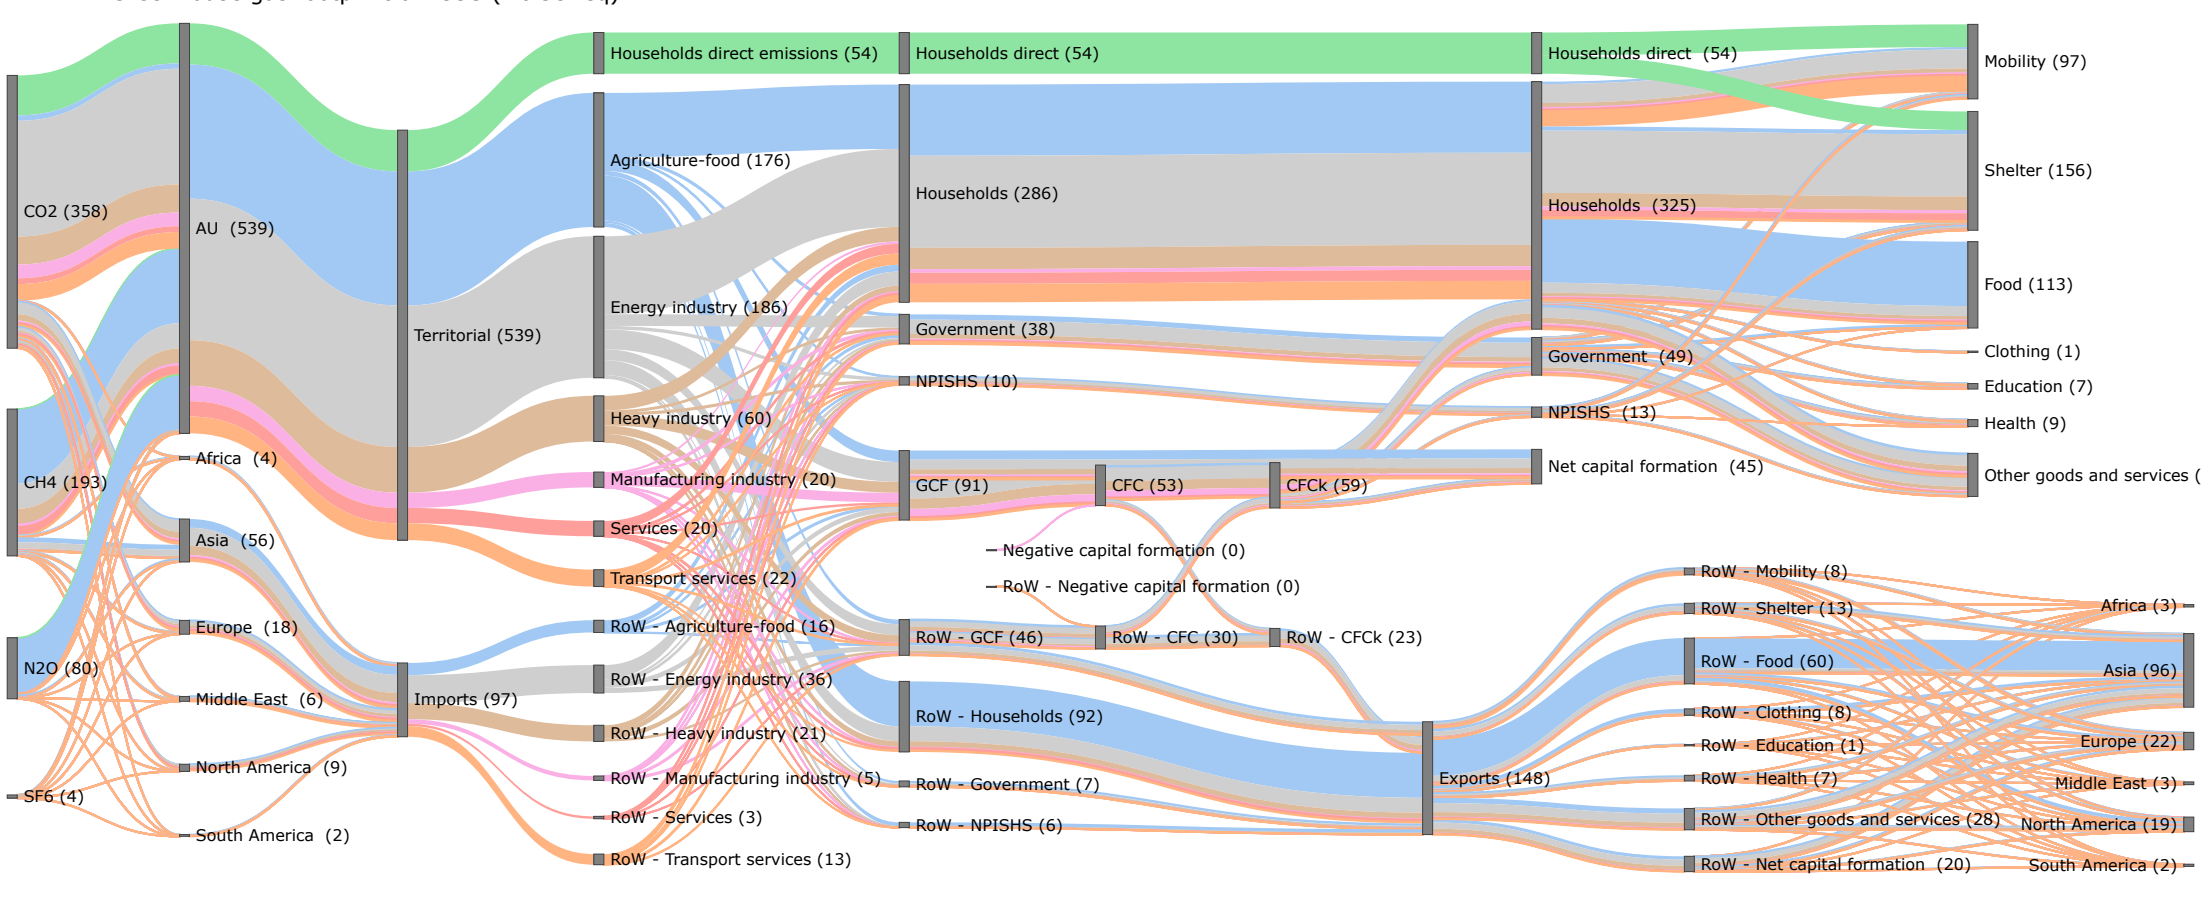 CO2 (358)
CH4 (193)
N2O (80)
SF6 (4)
AU (539)
Africa (4)
Asia (56)
Europe (18)
Middle East (6)
North America (9)
South America (2)
Territorial (539)
Imports (97)
Households direct emissions (54)
Agriculture-food (176)
Energy industry (186)
Heavy industry (60)
Manufacturing industry (20)
Services (20)
Transport services (22)
RoW - Agriculture-food (16)
RoW - Energy industry (36)
RoW - Heavy industry (21)
RoW - Manufacturing industry (5)
RoW - Services (3)
RoW - Transport services (13)
Households direct (54)
Households (286)
Government (38)
NPISHS (10)
GCF (91)
RoW - GCF (46)
RoW - Households (92)
RoW - Government (7)
RoW - NPISHS (6)
Negative capital formation (0)
RoW - Negative capital formation (0)
CFC (53)
RoW - CFC (30)
CFCk (59)
RoW - CFCk (23)
Exports (148)
Households direct (54)
Households (325)
Government (49)
NPISHS (13)
Net capital formation (45)
RoW - Mobility (8)
RoW - Shelter (13)
RoW - Food (60)
RoW - Clothing (8)
RoW - Education (1)
RoW - Health (7)
RoW - Other goods and services (28)
RoW - Net capital formation (20)
Mobility (97)
Shelter (156)
Food (113)
Clothing (1)
Education (7)
Health (9)
Other goods and services (
Africa (3)
Asia (96)
Europe (22)
Middle East (3)
North America (19)
South America (2)